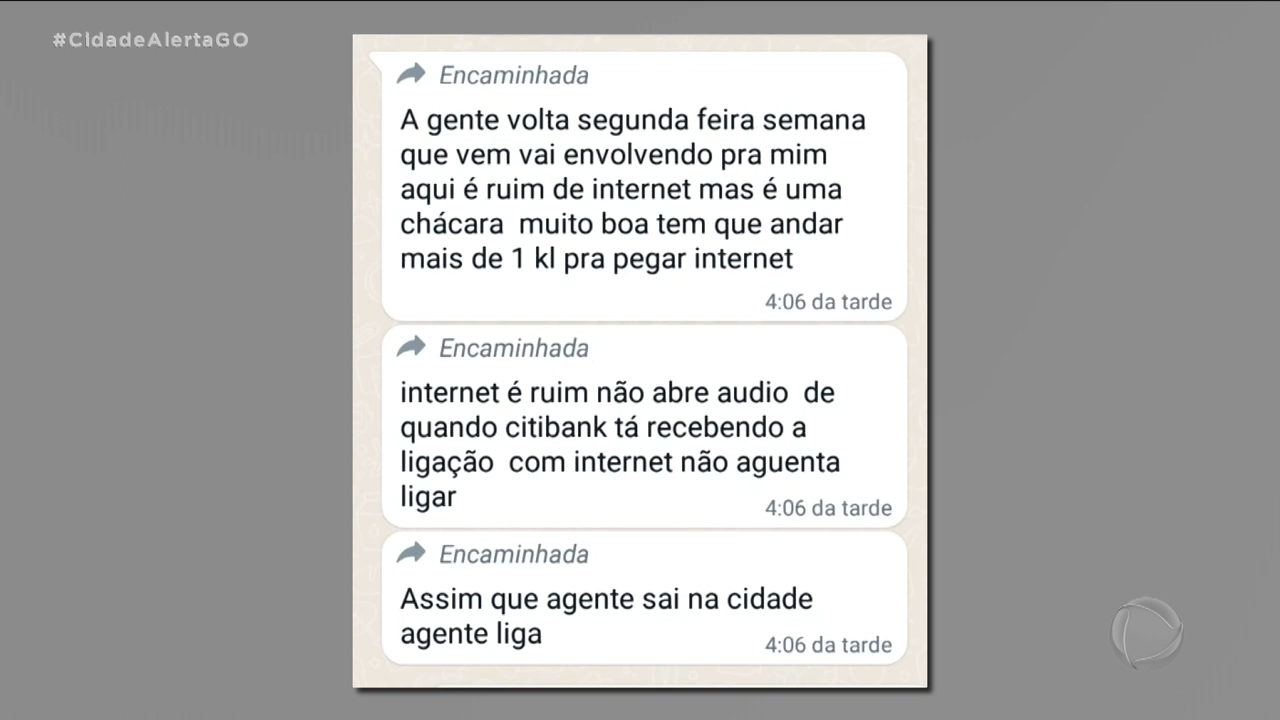 #CidadeAlertaGO
Encaminhada
A gente volta segunda feira semana
que vem vai envolvendo pra mim
aqui é ruim de internet mas é uma
chácara  muito boa tem que andar
mais de 1 kl pra pegar internet
4:06 da tarde
Encaminhada
internet é ruim não abre audio  de
quando citibank tá recebendo a
ligação  com internet não aguenta
ligar
4:06 da tarde
Encaminhada
Assim que agente sai na cidade
agente liga
4:06 da tarde